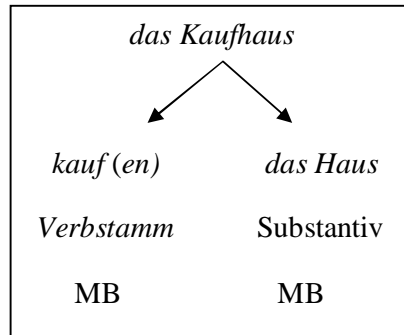 das Kaufhaus
kauf (en) das Haus
Verbstamm Substantiv
MB MB